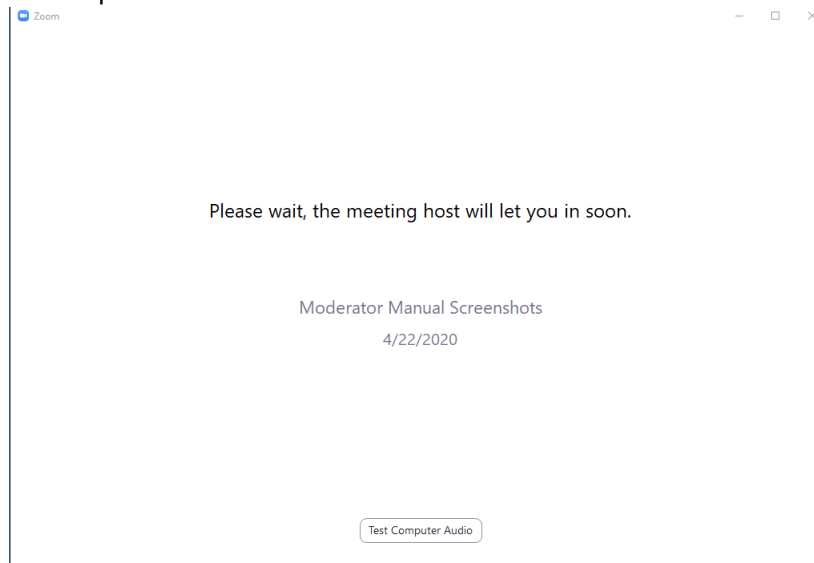 Zoom
Please wait, the meeting host will let you in soon.
Moderator Manual Screenshots
4/22/2020
Test Computer Audio